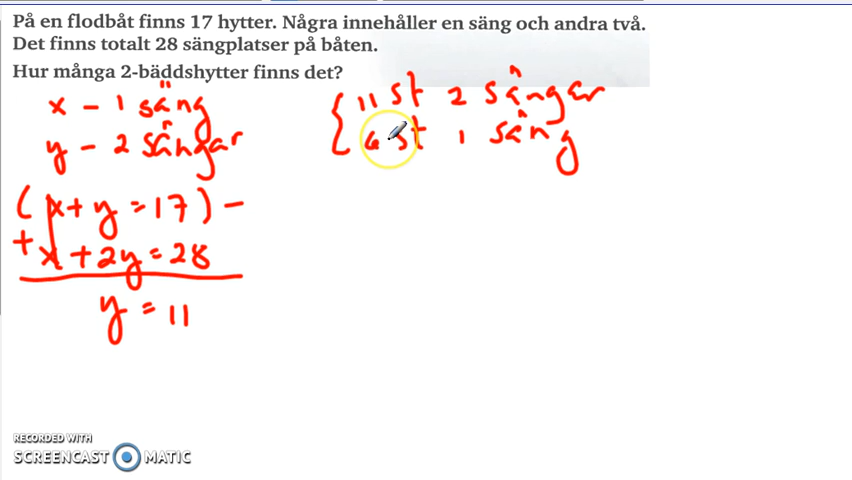 På en flodbåt finns 17 hytter. Några innehåller en säng och andra två.
Det finns totalt 28 sängplatser på båten.
Hur många 2-bäddshytter finns det?
x - 1 säng
y - 2 sängar
(x+y=17) -
+ x+2y=28
y = 11
{ 11 st 2 sängar
6 st 1 säng
RECORDED WITH
SCREENCAST MATIC